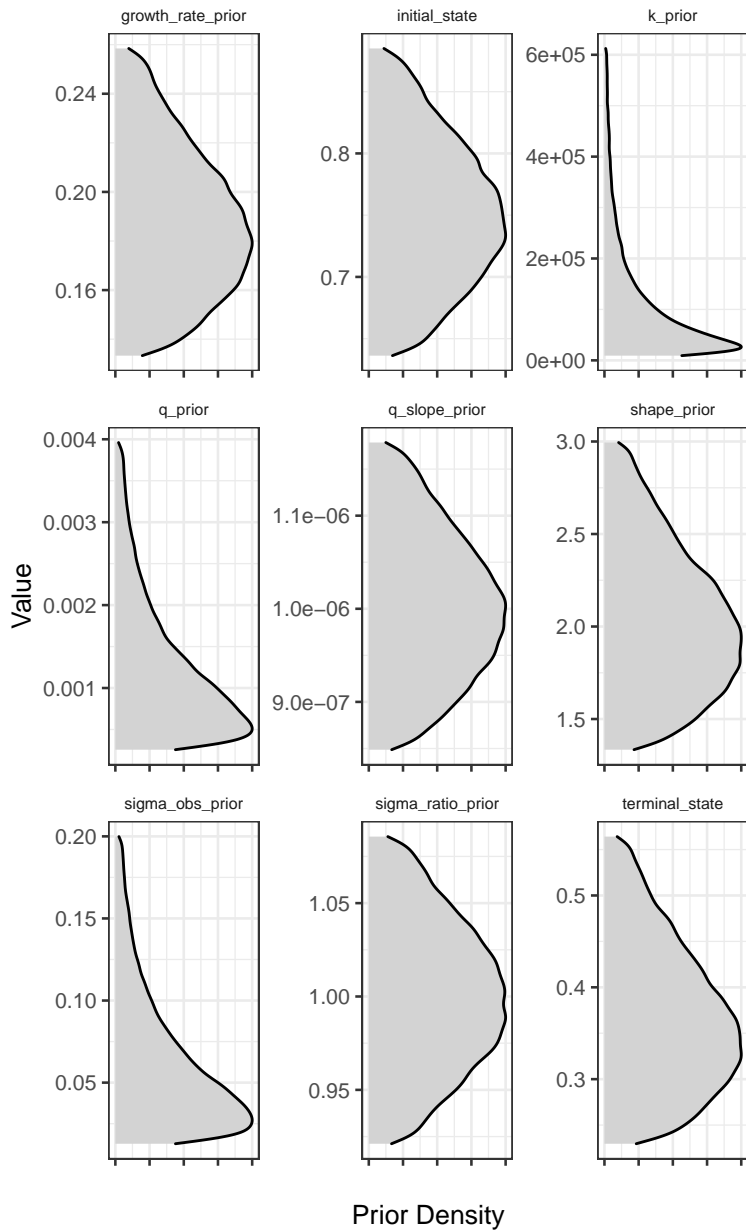 growth_rate_prior
initial_state
k_prior
0.24
0.20
0.16
0.8
0.7
6e+05
4e+05
2e+05
0e+00
q_prior
q_slope_prior
shape_prior
0.004
0.003
0.002
0.001
1.1e−06
1.0e−06
9.0e−07
3.0
2.5
2.0
1.5
sigma_obs_prior
sigma_ratio_prior
terminal_state
0.20
0.15
0.10
0.05
1.05
1.00
0.95
0.5
0.4
0.3
Value
Prior Density